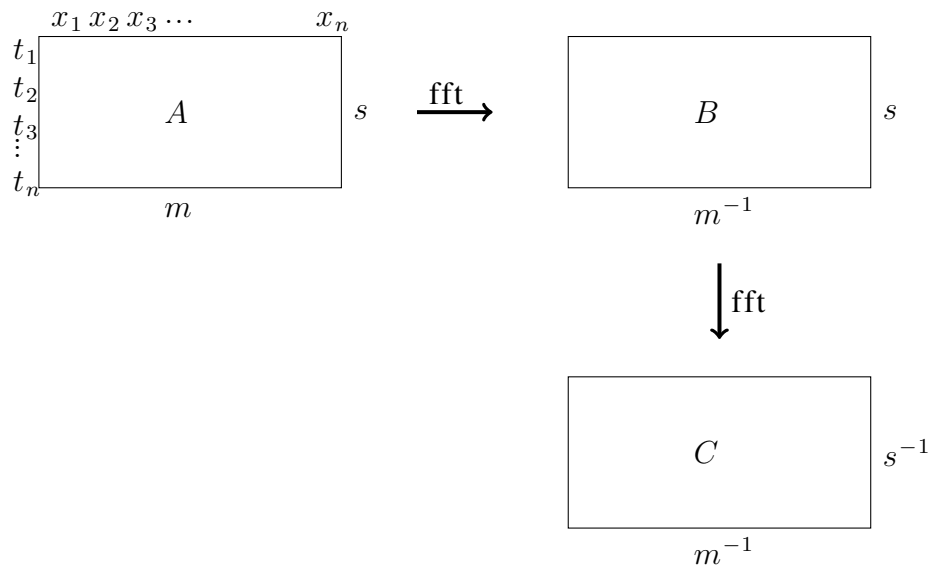 x₁ x₂ x₃ ⋯ xₙ
t₁
t₂
t₃
⋮
tₙ
A
s
m
fft
B
s
m⁻¹
fft
C
s⁻¹
m⁻¹